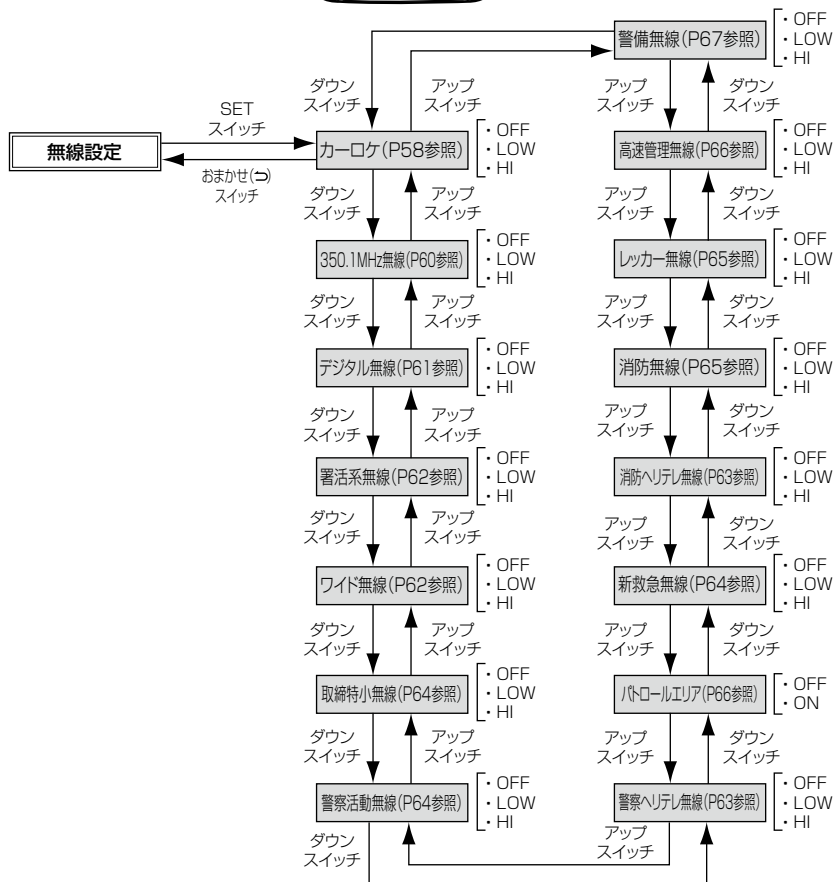 無線設定
SET
スイッチ
おまかせ(⮌)
スイッチ
ダウン
スイッチ
アップ
スイッチ
カーロケ(P58参照)
・OFF
・LOW
・HI
ダウン
スイッチ
アップ
スイッチ
350.1MHz無線(P60参照)
・OFF
・LOW
・HI
ダウン
スイッチ
アップ
スイッチ
デジタル無線(P61参照)
・OFF
・LOW
・HI
ダウン
スイッチ
アップ
スイッチ
署活系無線(P62参照)
・OFF
・LOW
・HI
ダウン
スイッチ
アップ
スイッチ
ワイド無線(P62参照)
・OFF
・LOW
・HI
ダウン
スイッチ
アップ
スイッチ
取締特小無線(P64参照)
・OFF
・LOW
・HI
ダウン
スイッチ
アップ
スイッチ
警察活動無線(P64参照)
・OFF
・LOW
・HI
ダウン
スイッチ
警備無線(P67参照)
・OFF
・LOW
・HI
アップ
スイッチ
ダウン
スイッチ
高速管理無線(P66参照)
・OFF
・LOW
・HI
アップ
スイッチ
ダウン
スイッチ
レッカー無線(P65参照)
・OFF
・LOW
・HI
アップ
スイッチ
ダウン
スイッチ
消防無線(P65参照)
・OFF
・LOW
・HI
アップ
スイッチ
ダウン
スイッチ
消防ヘリテレ無線(P63参照)
・OFF
・LOW
・HI
アップ
スイッチ
ダウン
スイッチ
新救急無線(P64参照)
・OFF
・LOW
・HI
アップ
スイッチ
ダウン
スイッチ
パトロールエリア(P66参照)
・OFF
・ON
アップ
スイッチ
ダウン
スイッチ
警察ヘリテレ無線(P63参照)
・OFF
・LOW
・HI
アップ
スイッチ